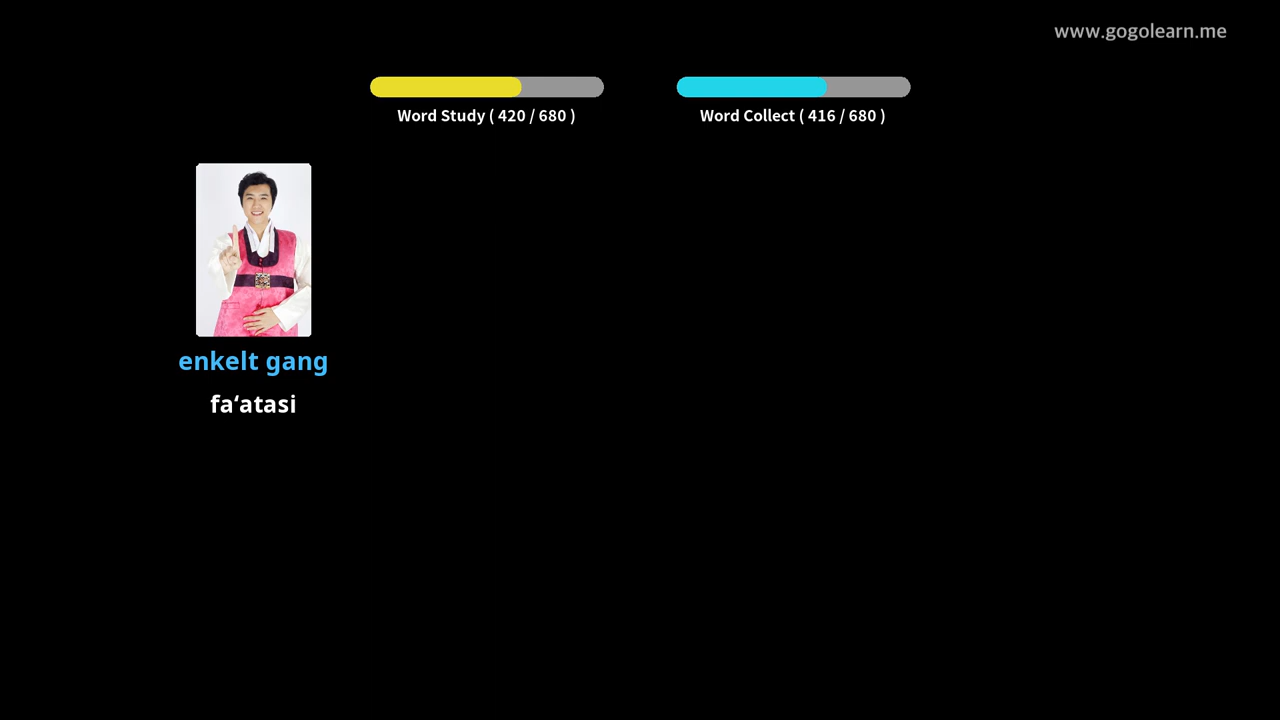 www.gogolearn.me
Word Study ( 420 / 680 )
Word Collect ( 416 / 680 )
enkelt gang
fa‘atasi